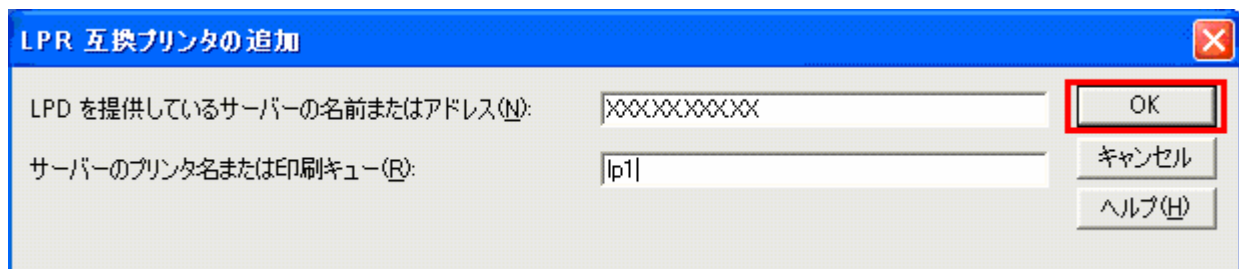 LPR 互換プリンタの追加
LPD を提供しているサーバーの名前またはアドレス(N): XXX.XX.XXX.XX OK
サーバーのプリンタ名または印刷キュー(R): lp1 キャンセル
ヘルプ(H)